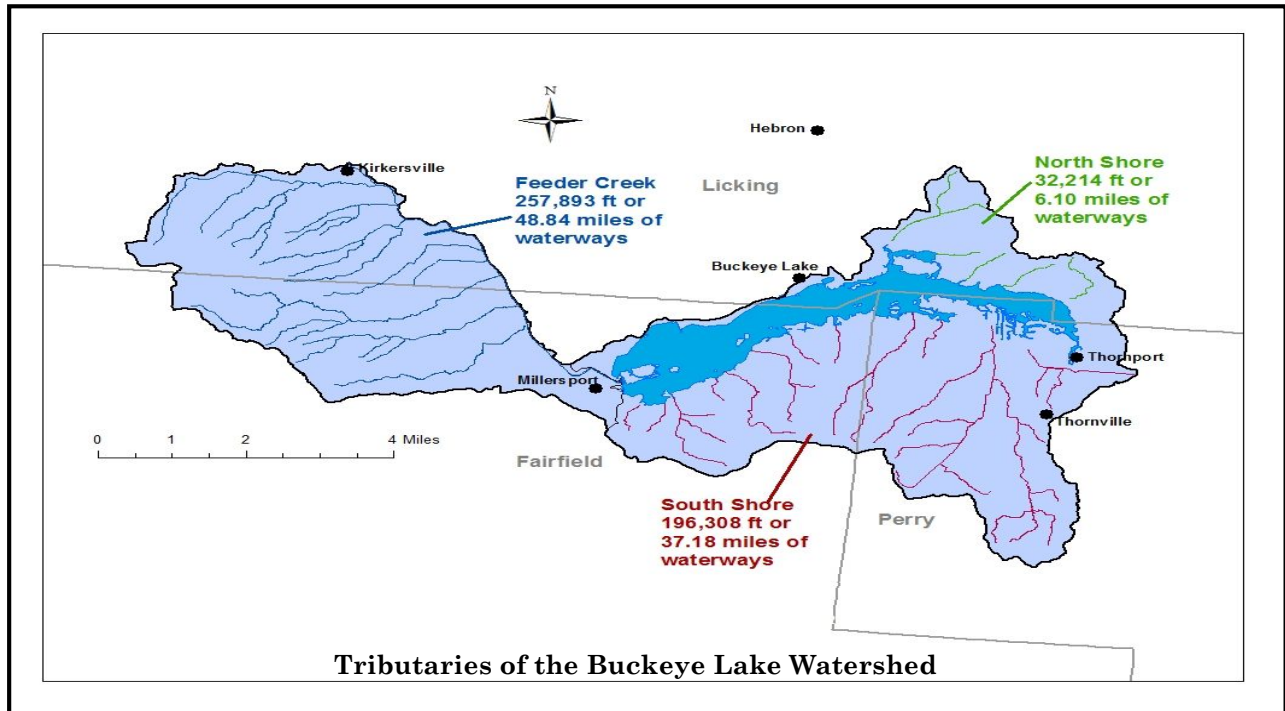 N
Hebron
Kirkersville
North Shore
32,214 ft or
6.10 miles of
waterways
Feeder Creek
257,893 ft or
48.84 miles of
waterways
Licking
Buckeye Lake
Thornport
Millersport
Thornville
0 1 2 4 Miles
Fairfield
South Shore
196,308 ft or
37.18 miles of
waterways
Perry
Tributaries of the Buckeye Lake Watershed